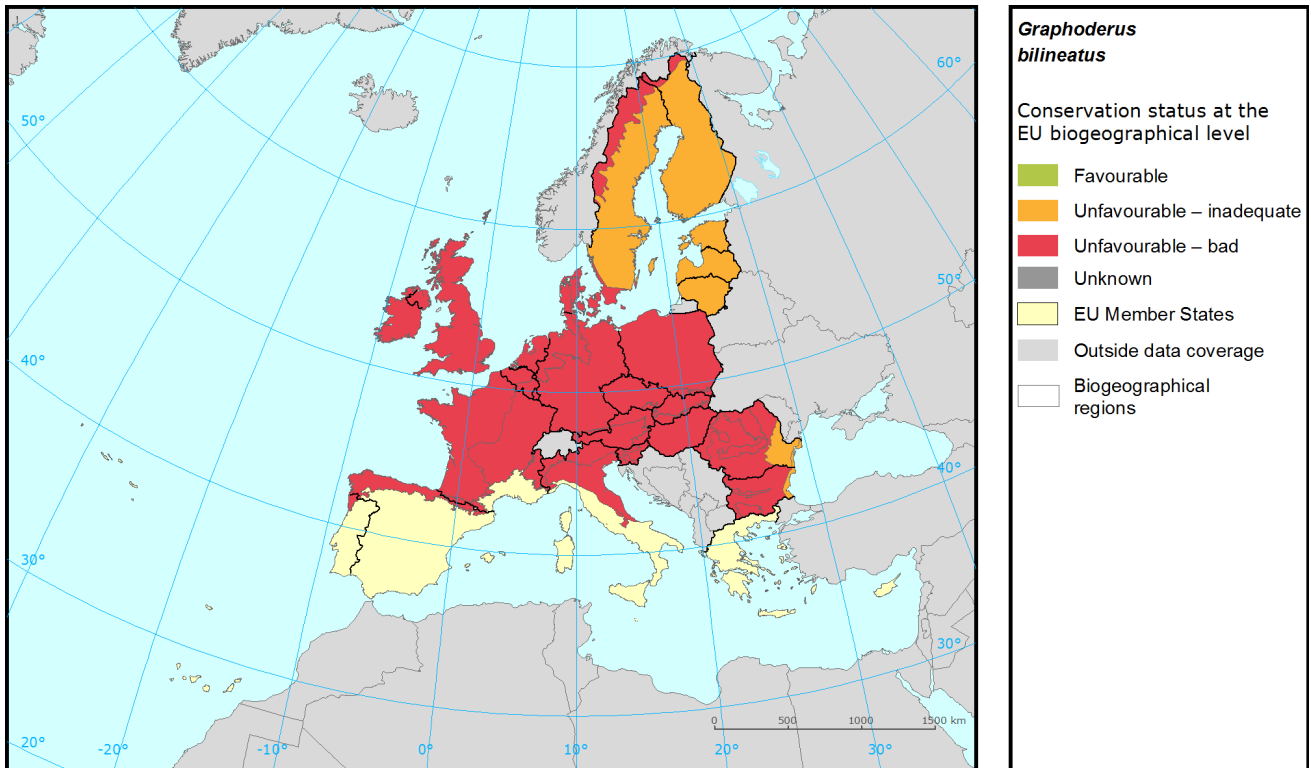 Graphoderus
bilineatus
Conservation status at the
EU biogeographical level
Favourable
Unfavourable – inadequate
Unfavourable – bad
Unknown
EU Member States
Outside data coverage
Biogeographical
regions
60°
50°
50°
40°
40°
30°
30°
20°
-20°
-10°
0°
10°
20°
30°
0
500
1000
1500 km